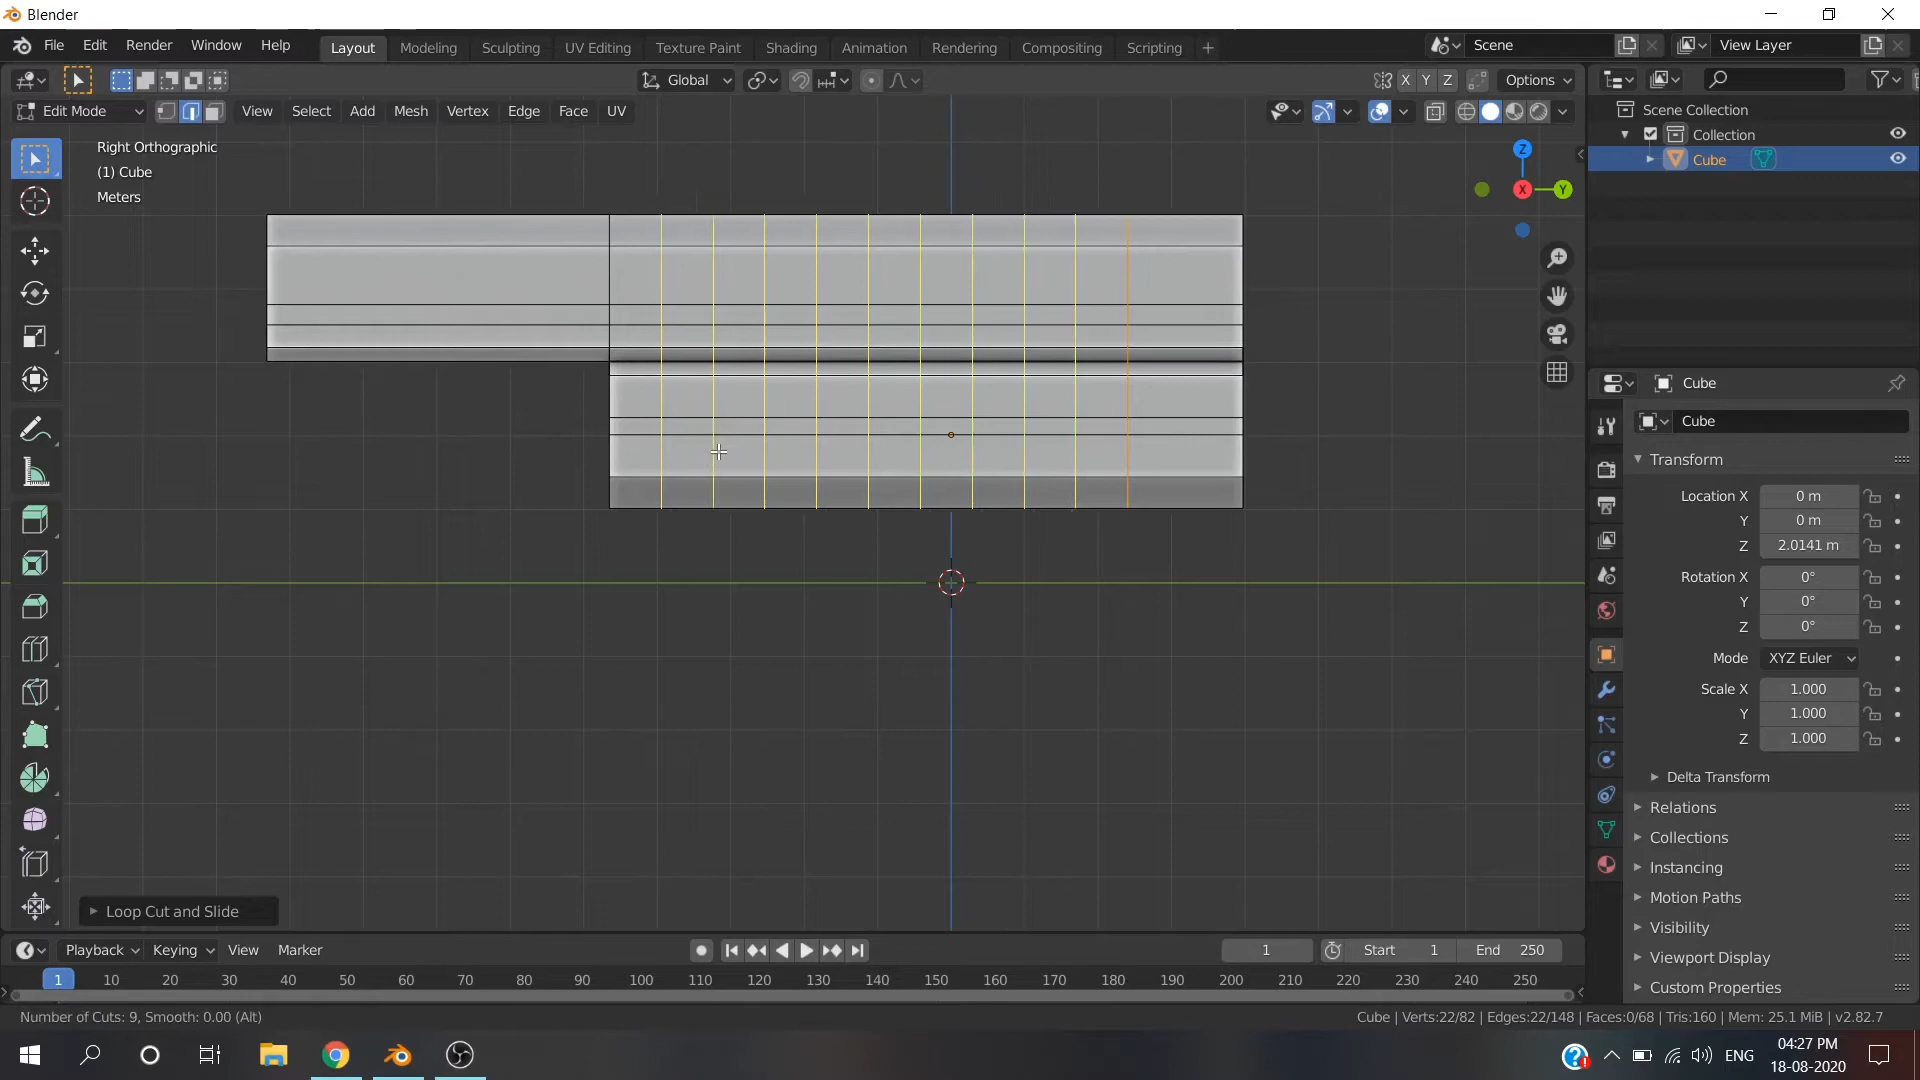 Blender
File Edit Render Window Help Layout Modeling Sculpting UV Editing Texture Paint Shading Animation Rendering Compositing Scripting + Scene View Layer
Global X Y Z Options
Edit Mode View Select Add Mesh Vertex Edge Face UV
Scene Collection
Collection
Cube
Right Orthographic
(1) Cube
Meters
Z
X
Y
Cube
Cube
Transform
Location X 0 m
Y 0 m
Z 2.0141 m
Rotation X 0°
Y 0°
Z 0°
Mode XYZ Euler
Scale X 1.000
Y 1.000
Z 1.000
Delta Transform
Relations
Collections
Instancing
Motion Paths
Visibility
Viewport Display
Custom Properties
Loop Cut and Slide
Playback Keying View Marker 1 Start 1 End 250
1 10 20 30 40 50 60 70 80 90 100 110 120 130 140 150 160 170 180 190 200 210 220 230 240 250
Number of Cuts: 9, Smooth: 0.00 (Alt) Cube | Verts:22/82 | Edges:22/148 | Faces:0/68 | Tris:160 | Mem: 25.1 MiB | v2.82.7
ENG
04:27 PM
18-08-2020